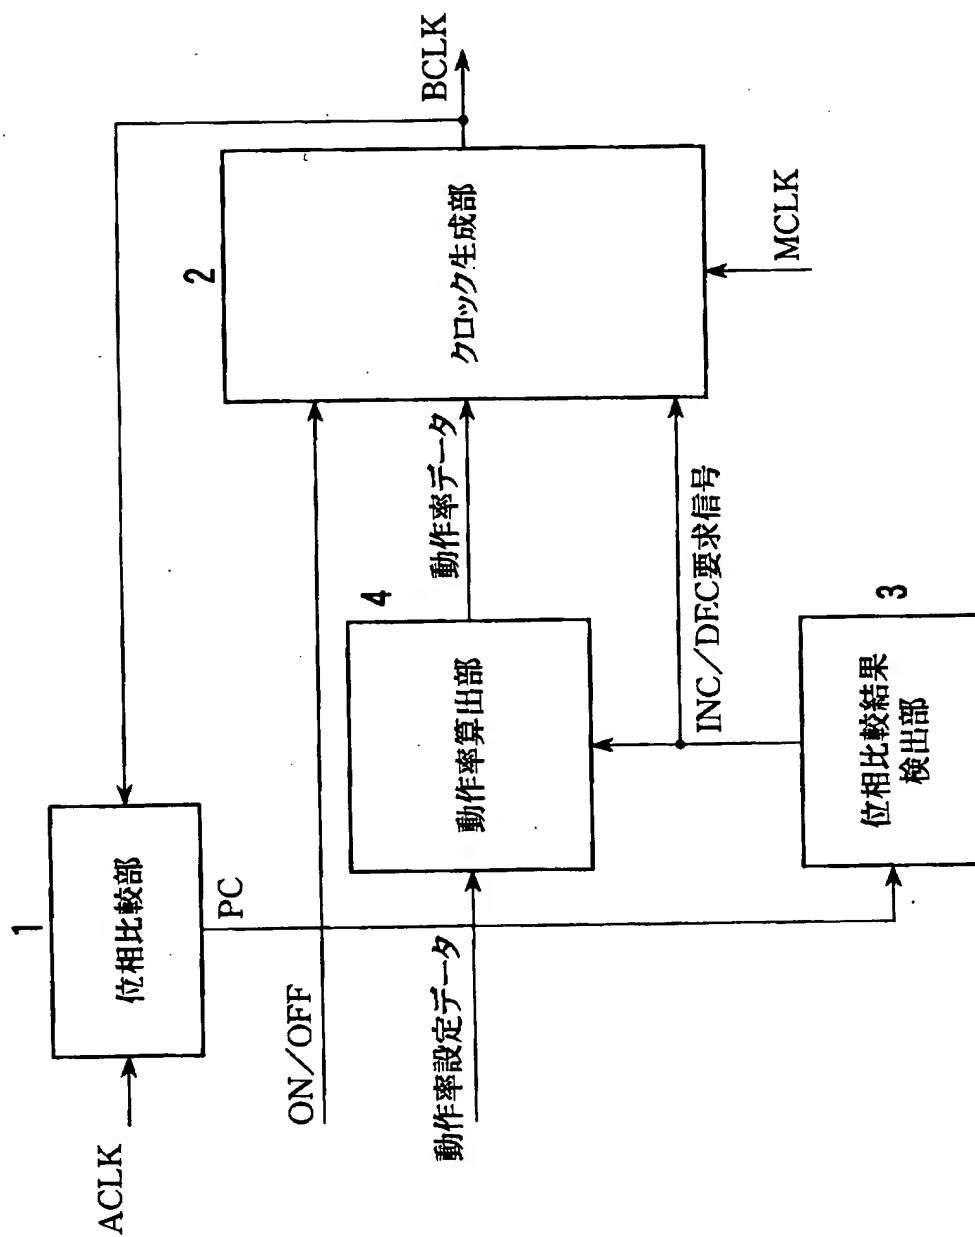 1
位相比較部
ACLK
PC
2
クロック生成部
BCLK
MCLK
ON/OFF
動作率設定データ
4
動作率算出部
動作率データ
INC/DEC要求信号
3
位相比較結果
検出部